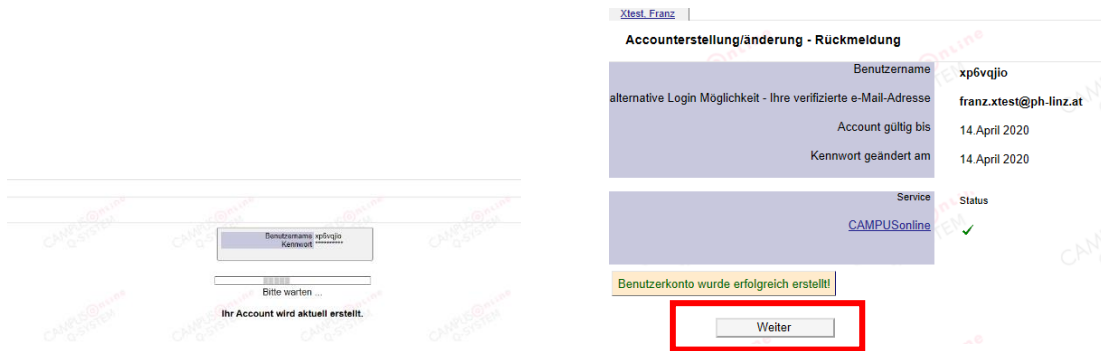 Benutzername xp6vqjio
Kennwort **********
Bitte warten ...
Ihr Account wird aktuell erstellt.
Xtest, Franz
Accounterstellung/änderung - Rückmeldung
Benutzername xp6vqjio
alternative Login Möglichkeit - Ihre verifizierte e-Mail-Adresse franz.xtest@ph-linz.at
Account gültig bis 14.April 2020
Kennwort geändert am 14.April 2020
Service Status
CAMPUSonline ✓
Benutzerkonto wurde erfolgreich erstellt!
Weiter